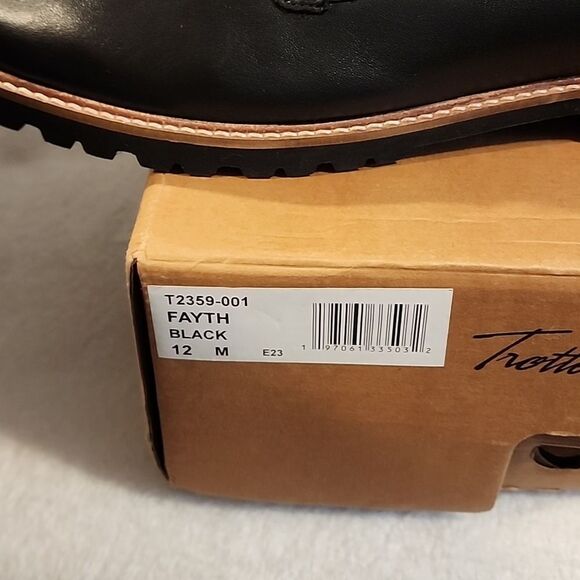 T2359-001
FAYTH
BLACK
12 M E23
1 97061 33503 2